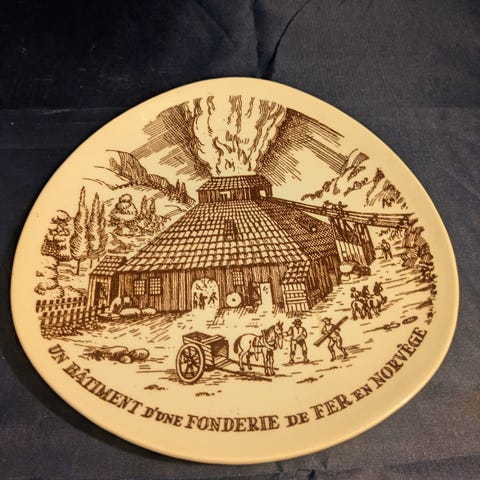 UN BÂTIMENT D'UNE FONDERIE DE FER EN NORVÈGE